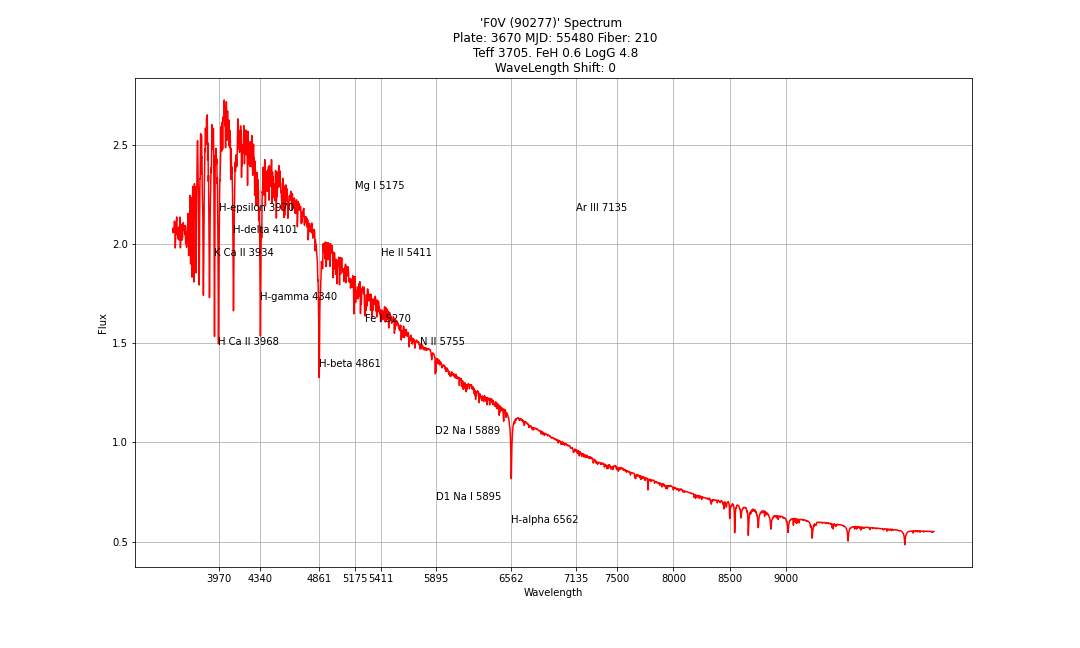 'F0V (90277)' Spectrum
Plate: 3670 MJD: 55480 Fiber: 210
Teff 3705. FeH 0.6 LogG 4.8
WaveLength Shift: 0
Flux
2.5
2.0
1.5
1.0
0.5
Mg I 5175
H-epsilon 3970
Ar III 7135
H-delta 4101
K Ca II 3934
He II 5411
H-gamma 4340
Fe I 5270
H Ca II 3968
N II 5755
H-beta 4861
D2 Na I 5889
D1 Na I 5895
H-alpha 6562
3970 4340 4861 5175 5411 5895 6562 7135 7500 8000 8500 9000
Wavelength